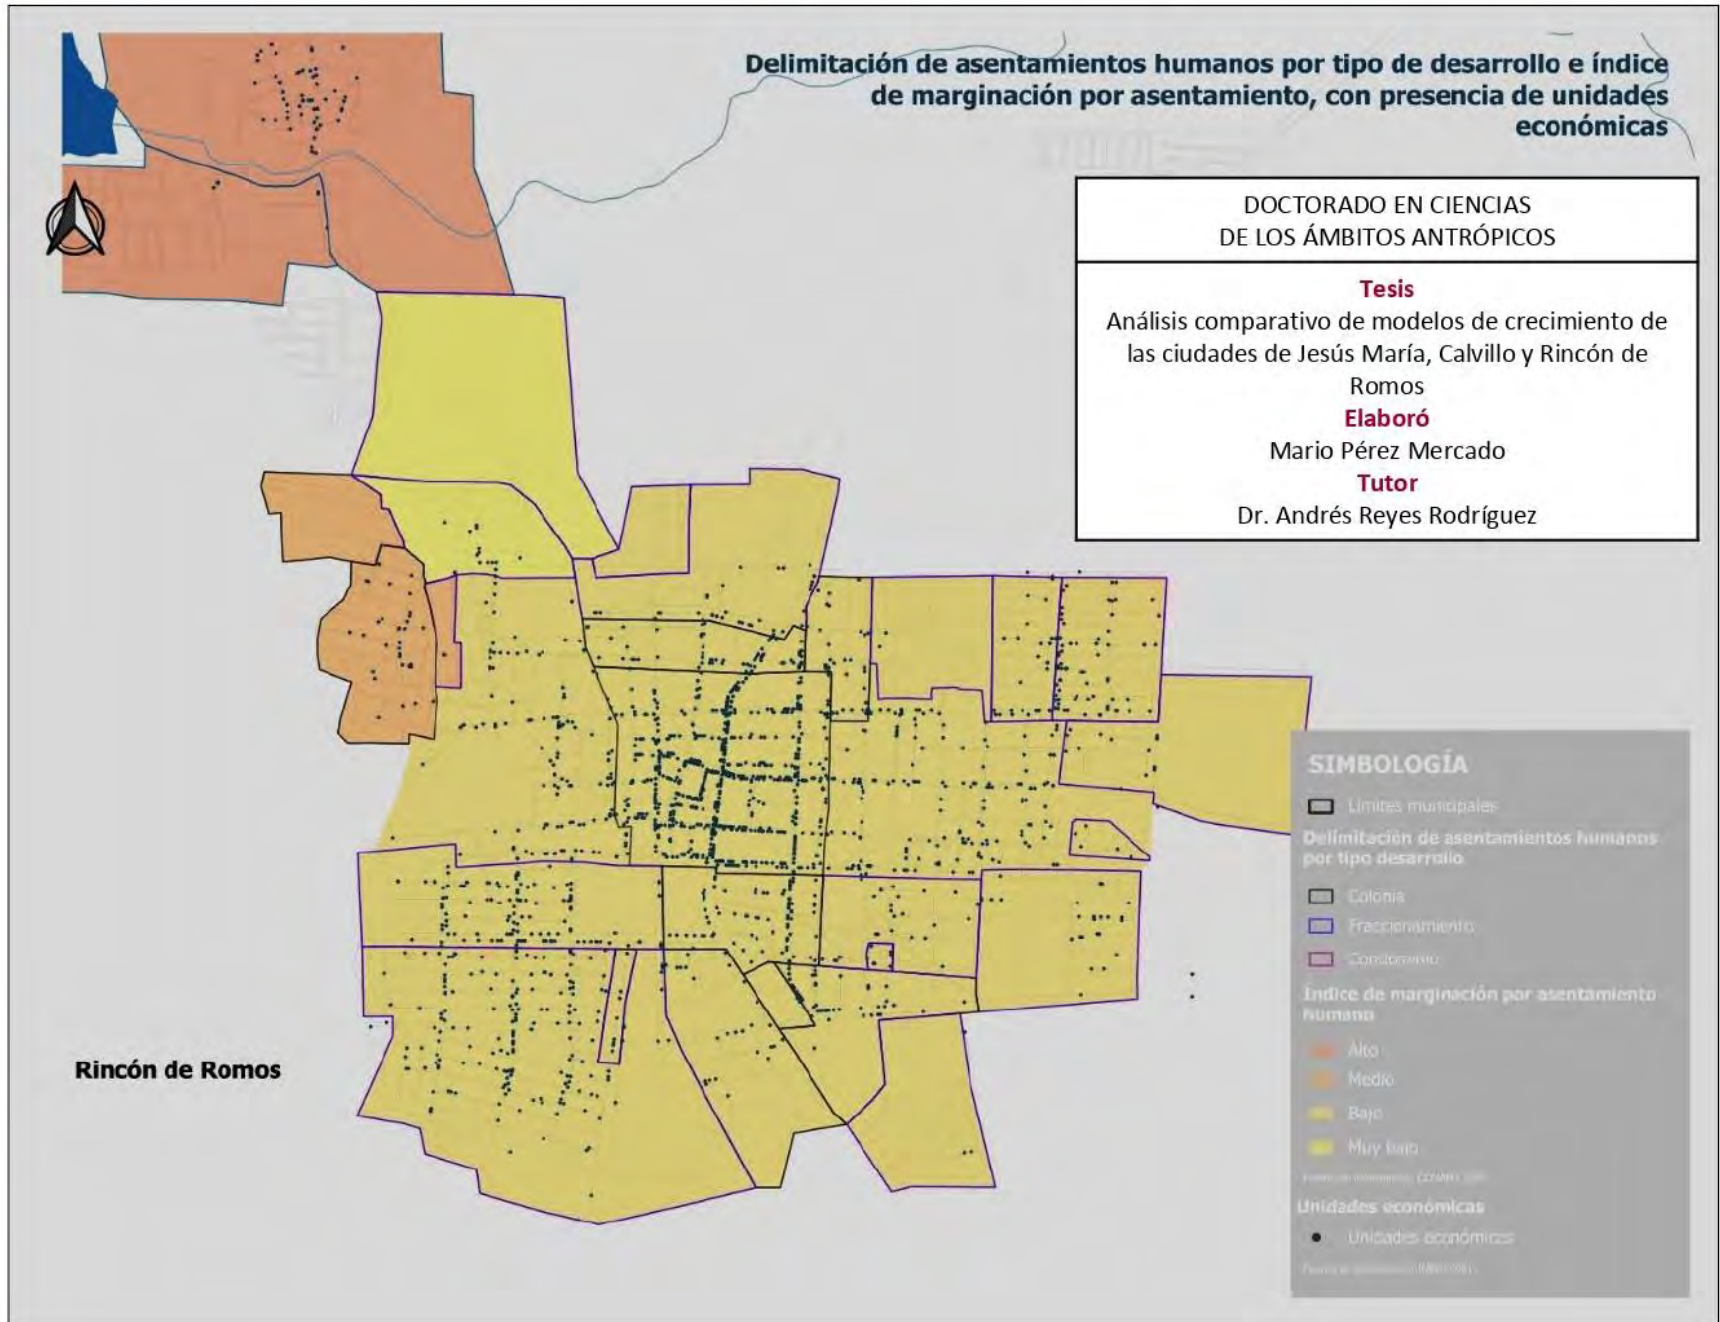 Delimitación de asentamientos humanos por tipo de desarrollo e índice
de marginación por asentamiento, con presencia de unidades
económicas
DOCTORADO EN CIENCIAS
DE LOS ÁMBITOS ANTRÓPICOS
Tesis
Análisis comparativo de modelos de crecimiento de
las ciudades de Jesús María, Calvillo y Rincón de
Romos
Elaboró
Mario Pérez Mercado
Tutor
Dr. Andrés Reyes Rodríguez
SIMBOLOGÍA
Límites municipales
Delimitación de asentamientos humanos
por tipo desarrollo
Colonia
Fraccionamiento
Condominio
Índice de marginación por asentamiento
humano
Alto
Medio
Bajo
Muy bajo
Unidades económicas
Unidades económicas
Rincón de Romos